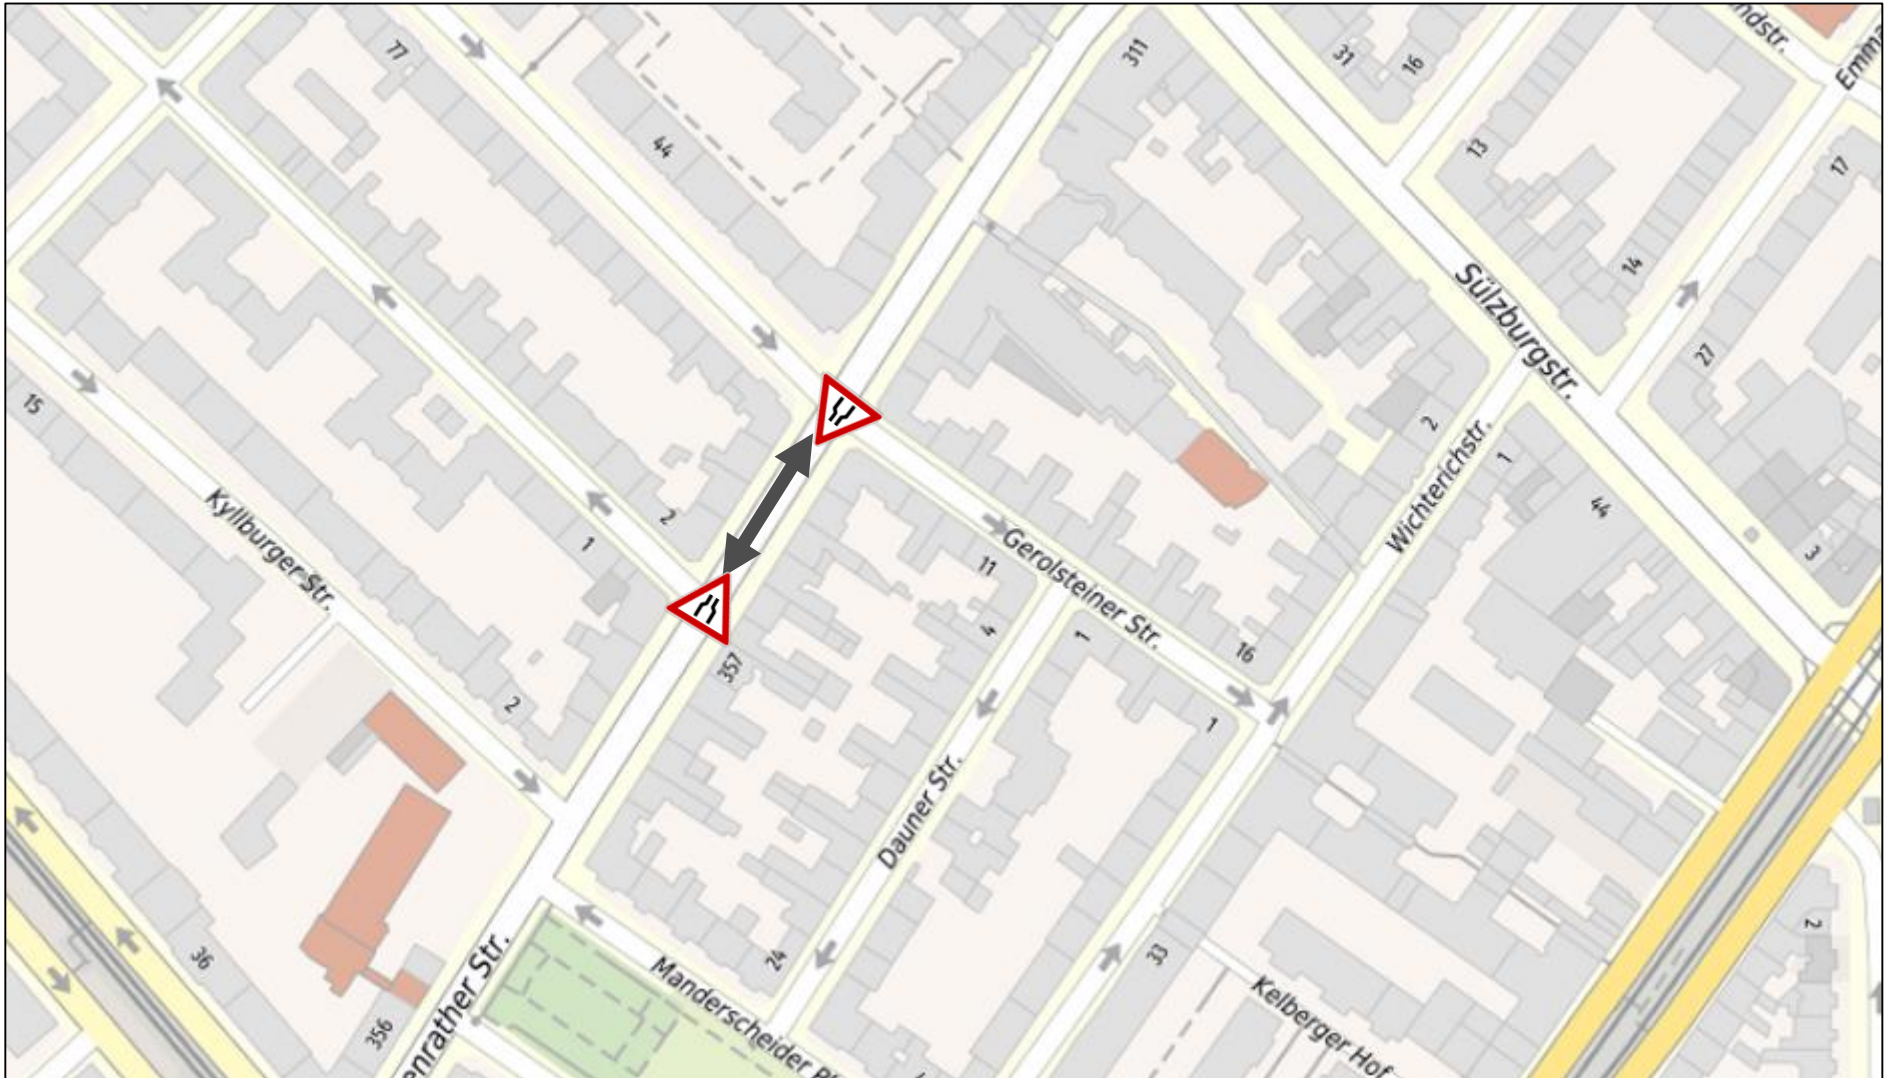 77
311
31
16
ndstr.
Emma
44
13
17
14
Sülzburgstr.
27
15
2
Wichterichstr.
1
44
Kyllburger Str.
2
1
Gerolsteiner Str.
11
3
4
1
16
357
2
1
Dauner Str.
36
24
33
2
enrather Str.
Manderscheider Pl
Kelberger Hof
356